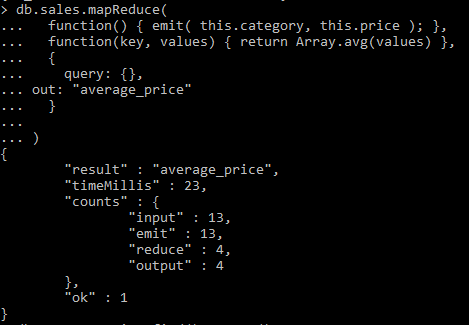 > db.sales.mapReduce(
...   function() { emit( this.category, this.price ); },
...   function(key, values) { return Array.avg(values) },
...   {
...     query: {},
... out: "average_price"
...   }
...
... )
{
        "result" : "average_price",
        "timeMillis" : 23,
        "counts" : {
                "input" : 13,
                "emit" : 13,
                "reduce" : 4,
                "output" : 4
        },
        "ok" : 1
}